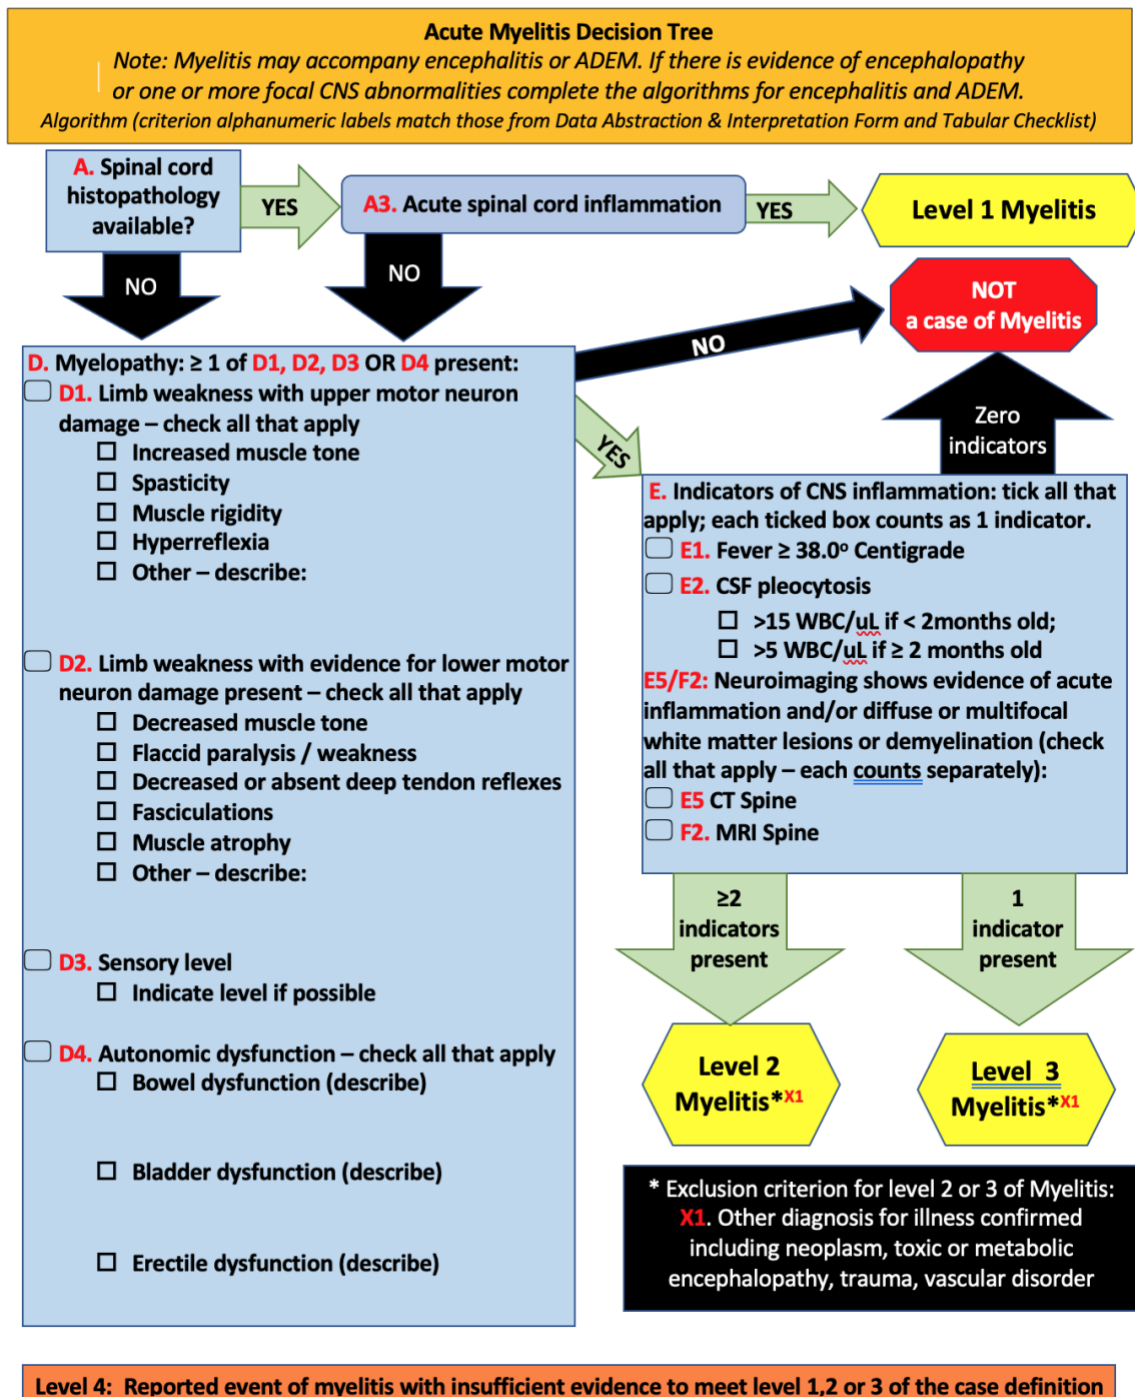 Acute Myelitis Decision Tree
Note: Myelitis may accompany encephalitis or ADEM. If there is evidence of encephalopathy
or one or more focal CNS abnormalities complete the algorithms for encephalitis and ADEM.
Algorithm (criterion alphanumeric labels match those from Data Abstraction & Interpretation Form and Tabular Checklist)
A. Spinal cord
histopathology
available?
YES
A3. Acute spinal cord inflammation
YES
Level 1 Myelitis
NO
NO
NOT
a case of Myelitis
NO
YES
Zero
indicators
D. Myelopathy: ≥ 1 of D1, D2, D3 OR D4 present:
D1. Limb weakness with upper motor neuron
damage – check all that apply
Increased muscle tone
Spasticity
Muscle rigidity
Hyperreflexia
Other – describe:
D2. Limb weakness with evidence for lower motor
neuron damage present – check all that apply
Decreased muscle tone
Flaccid paralysis / weakness
Decreased or absent deep tendon reflexes
Fasciculations
Muscle atrophy
Other – describe:
D3. Sensory level
Indicate level if possible
D4. Autonomic dysfunction – check all that apply
Bowel dysfunction (describe)
Bladder dysfunction (describe)
Erectile dysfunction (describe)
E. Indicators of CNS inflammation: tick all that
apply; each ticked box counts as 1 indicator.
E1. Fever ≥ 38.0º Centigrade
E2. CSF pleocytosis
>15 WBC/uL if < 2months old;
>5 WBC/uL if ≥ 2 months old
E5/F2: Neuroimaging shows evidence of acute
inflammation and/or diffuse or multifocal
white matter lesions or demyelination (check
all that apply – each counts separately):
E5 CT Spine
F2. MRI Spine
≥2
indicators
present
1
indicator
present
Level 2
Myelitis*X1
Level 3
Myelitis*X1
* Exclusion criterion for level 2 or 3 of Myelitis:
X1. Other diagnosis for illness confirmed
including neoplasm, toxic or metabolic
encephalopathy, trauma, vascular disorder
Level 4: Reported event of myelitis with insufficient evidence to meet level 1,2 or 3 of the case definition